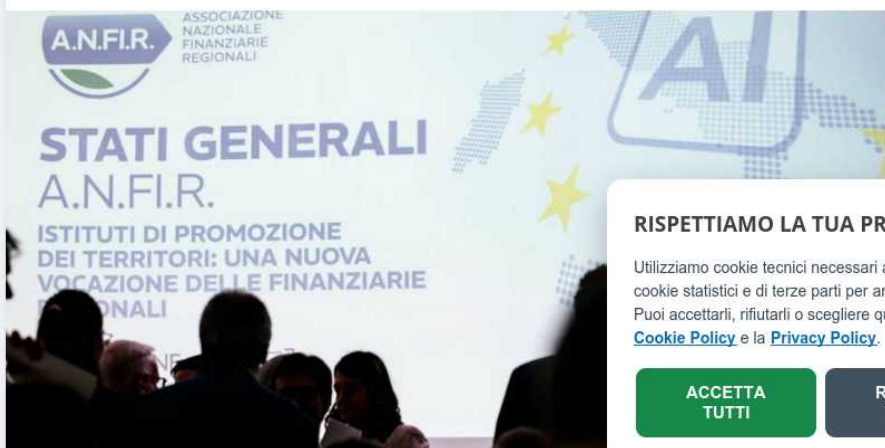 A.N.FI.R.
ASSOCIAZIONE
NAZIONALE
FINANZIARIE
REGIONALI
AI
STATI GENERALI
A.N.FI.R.
ISTITUTI DI PROMOZIONE
DEI TERRITORI: UNA NUOVA
VOCAZIONE DELLE FINANZIARIE
RISPETTIAMO LA TUA PR
Utilizziamo cookie tecnici necessari a
cookie statistici e di terze parti per
Puoi accettarli, rifiutarli o scegliere
Cookie Policy e la Privacy Policy.
ACCETTA
TUTTI
R